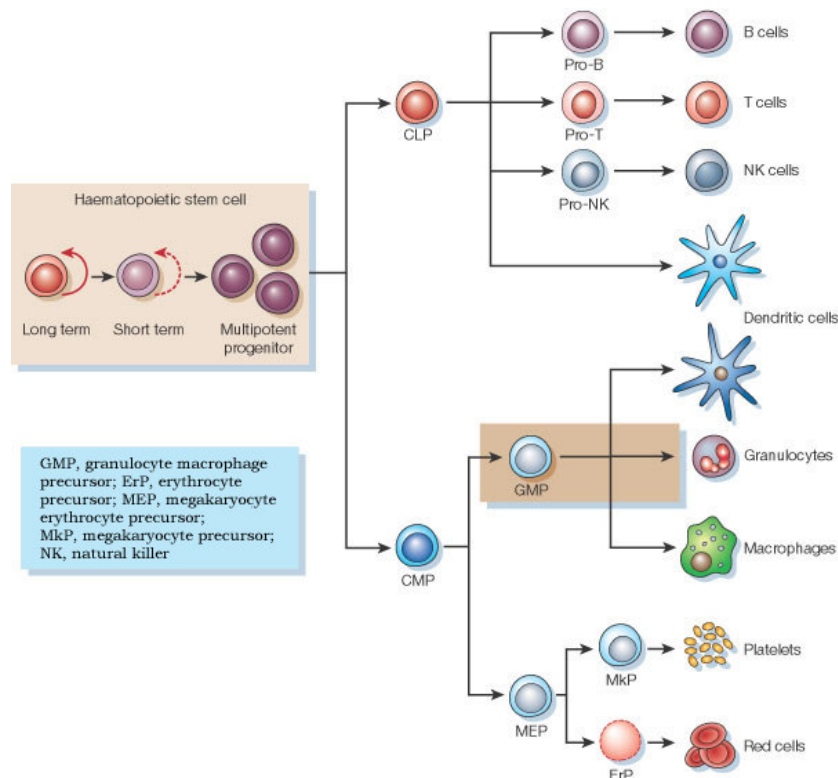 Haematopoietic stem cell
Long term
Short term
Multipotent
progenitor
CLP
Pro-B
B cells
Pro-T
T cells
Pro-NK
NK cells
Dendritic cells
GMP, granulocyte macrophage
precursor; ErP, erythrocyte
precursor; MEP, megakaryocyte
erythrocyte precursor;
MkP, megakaryocyte precursor;
NK, natural killer
GMP
Granulocytes
CMP
Macrophages
MkP
Platelets
MEP
ErP
Red cells